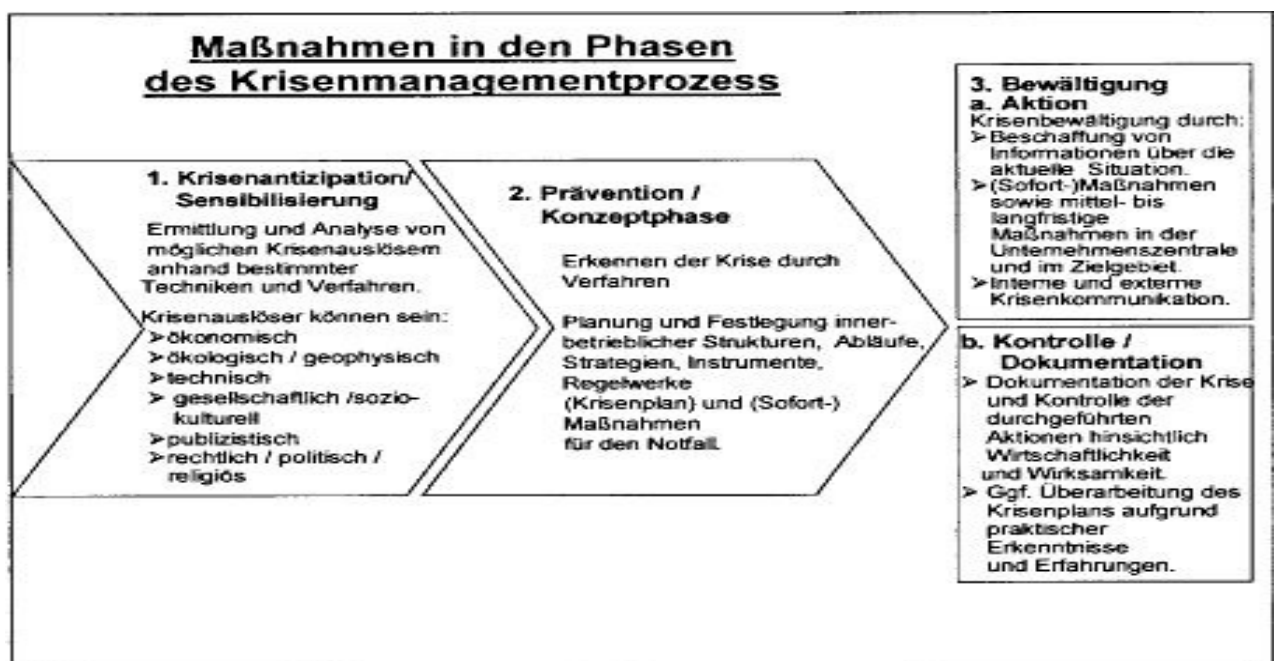 Maßnahmen in den Phasen
des Krisenmanagementprozess
1. Krisenantizipation/
Sensibilisierung
Ermittlung und Analyse von
möglichen Krisenauslösern
anhand bestimmter
Techniken und Verfahren.
Krisenauslöser können sein:
➢ökonomisch
➢ökologisch / geophysisch
➢technisch
➢ gesellschaftlich /sozio-
kulturell
➢publizistisch
➢rechtlich / politisch /
religiös
2. Prävention /
Konzeptphase
Erkennen der Krise durch
Verfahren
Planung und Festlegung inner-
betrieblicher Strukturen, Abläufe,
Strategien, Instrumente,
Regelwerke
(Krisenplan) und (Sofort-)
Maßnahmen
für den Notfall.
3. Bewältigung
a. Aktion
Krisenbewältigung durch:
➢Beschaffung von
Informationen über die
aktuelle Situation.
➢(Sofort-)Maßnahmen
sowie mittel- bis
langfristige
Maßnahmen in der
Unternehmenszentrale
und im Zielgebiet.
➢Interne und externe
Krisenkommunikation.
b. Kontrolle /
Dokumentation
➢ Dokumentation der Krise
und Kontrolle der
durchgeführten
Aktionen hinsichtlich
Wirtschaftlichkeit
und Wirksamkeit.
➢ Ggf. Überarbeitung des
Krisenplans aufgrund
praktischer
Erkenntnisse
und Erfahrungen.